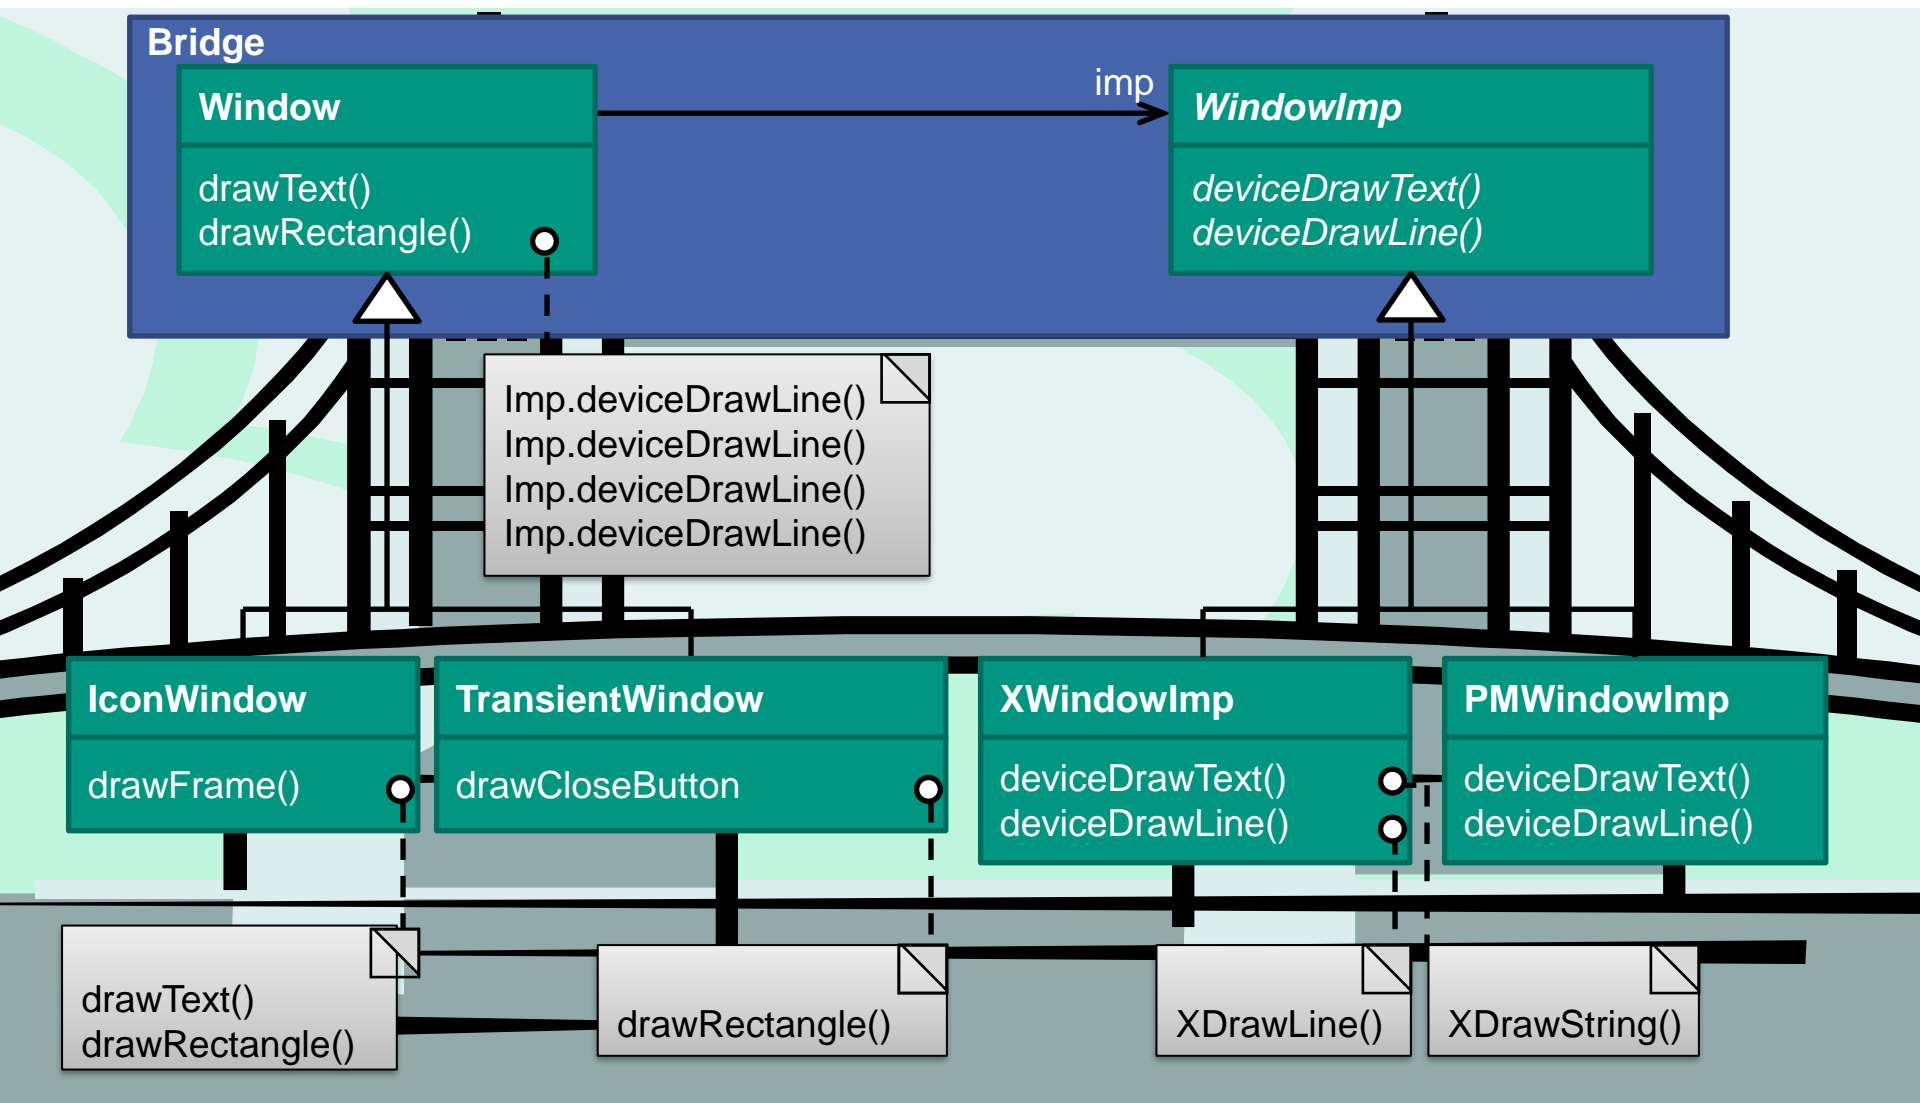 Bridge
Window
imp
WindowImp
drawText()
drawRectangle()
deviceDrawText()
deviceDrawLine()
Imp.deviceDrawLine()
Imp.deviceDrawLine()
Imp.deviceDrawLine()
Imp.deviceDrawLine()
IconWindow
drawFrame()
TransientWindow
drawCloseButton
XWindowImp
deviceDrawText()
deviceDrawLine()
PMWindowImp
deviceDrawText()
deviceDrawLine()
drawText()
drawRectangle()
drawRectangle()
XDrawLine()
XDrawString()